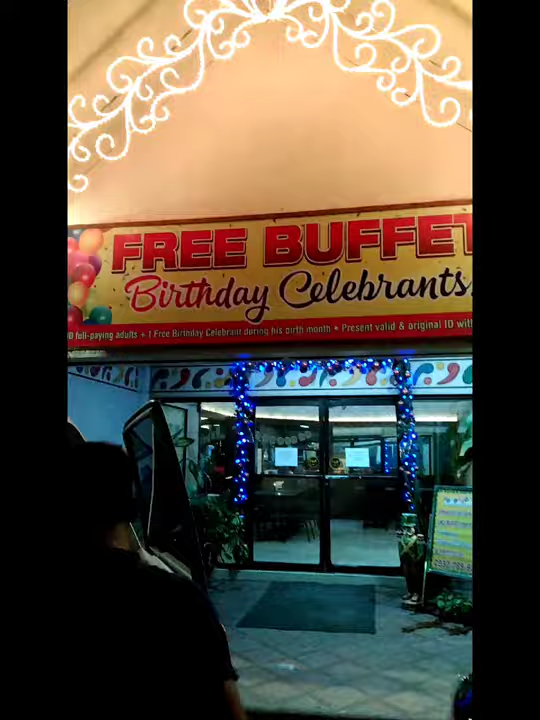 FREE BUFFET
Birthday Celebrants
full-paying adults + 1 Free Birthday Celebrant during his birth month • Present valid & original ID with